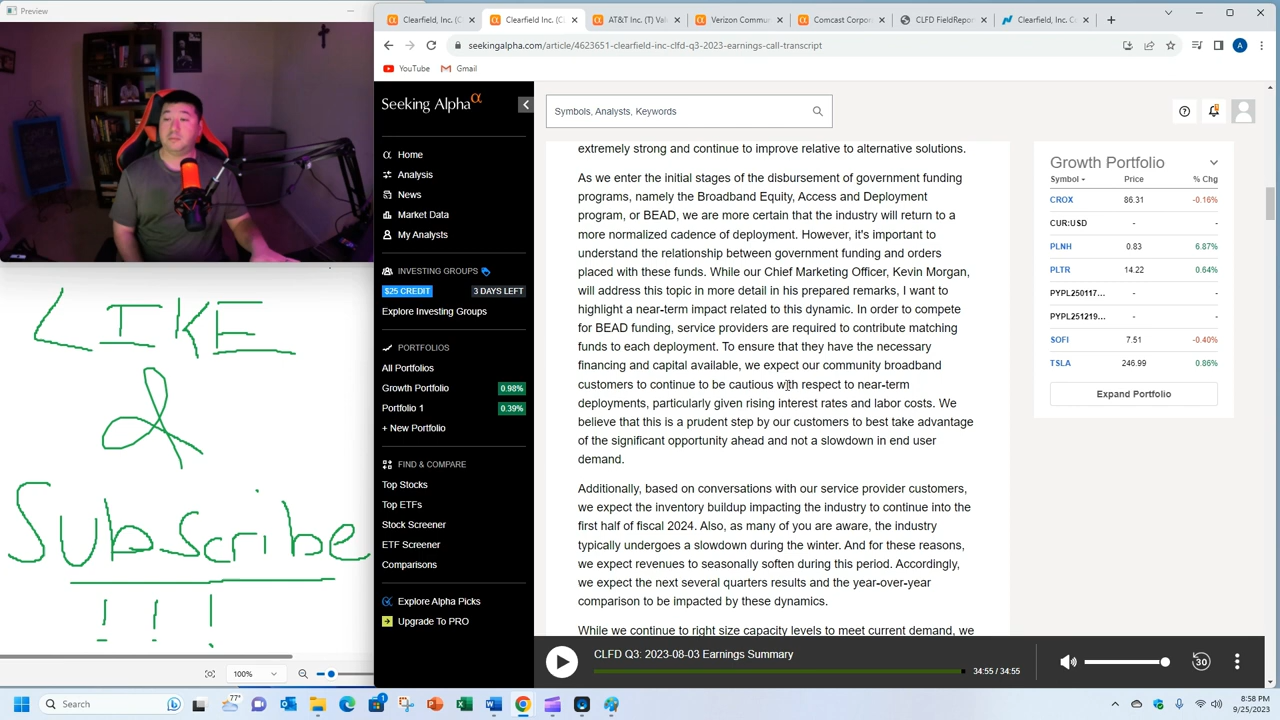 Preview
LIKE
&
Subscribe
!!!
100%
Clearfield, Inc. (C
Clearfield Inc. (C
AT&T Inc. (T) Val
Verizon Commu
Comcast Corpor
CLFD FieldRepor
Clearfield, Inc. C
seekingalpha.com/article/4623651-clearfield-inc-clfd-q3-2023-earnings-call-transcript
A
YouTube
Gmail
Seeking Alpha α
Home
Analysis
News
Market Data
My Analysts
INVESTING GROUPS
$25 CREDIT 3 DAYS LEFT
Explore Investing Groups
PORTFOLIOS
All Portfolios
Growth Portfolio 0.98%
Portfolio 1 0.39%
+ New Portfolio
FIND & COMPARE
Top Stocks
Top ETFs
Stock Screener
ETF Screener
Comparisons
Explore Alpha Picks
Upgrade To PRO
Symbols, Analysts, Keywords
extremely strong and continue to improve relative to alternative solutions.
As we enter the initial stages of the disbursement of government funding
programs, namely the Broadband Equity, Access and Deployment
program, or BEAD, we are more certain that the industry will return to a
more normalized cadence of deployment. However, it's important to
understand the relationship between government funding and orders
placed with these funds. While our Chief Marketing Officer, Kevin Morgan,
will address this topic in more detail in his prepared remarks, I want to
highlight a near-term impact related to this dynamic. In order to compete
for BEAD funding, service providers are required to contribute matching
funds to each deployment. To ensure that they have the necessary
financing and capital available, we expect our community broadband
customers to continue to be cautious with respect to near-term
deployments, particularly given rising interest rates and labor costs. We
believe that this is a prudent step by our customers to best take advantage
of the significant opportunity ahead and not a slowdown in end user
demand.
Additionally, based on conversations with our service provider customers,
we expect the inventory buildup impacting the industry to continue into the
first half of fiscal 2024. Also, as many of you are aware, the industry
typically undergoes a slowdown during the winter. And for these reasons,
we expect revenues to seasonally soften during this period. Accordingly,
we expect the next several quarters results and the year-over-year
comparison to be impacted by these dynamics.
While we continue to right size capacity levels to meet current demand, we
Growth Portfolio
Symbol Price % Chg
CROX 86.31 -0.16%
CUR:USD -
PLNH 0.83 6.87%
PLTR 14.22 0.64%
PYPL250117... - -
PYPL251219... - -
SOFI 7.51 -0.40%
TSLA 246.99 0.86%
Expand Portfolio
CLFD Q3: 2023-08-03 Earnings Summary
34:55 / 34:55
30
Search
77°
1
8:58 PM
9/25/2023